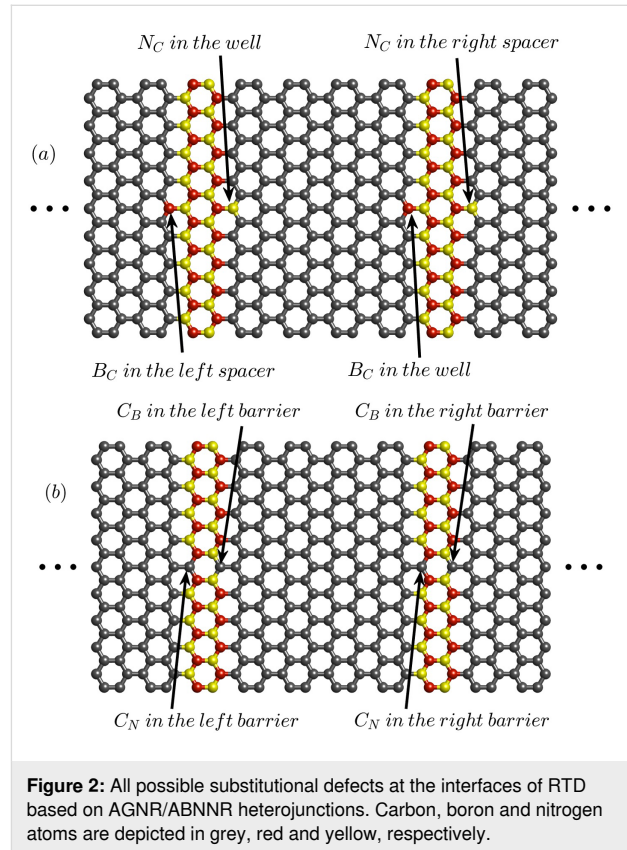 N_C in the well
N_C in the right spacer
(a)
B_C in the left spacer
B_C in the well
C_B in the left barrier
C_B in the right barrier
(b)
C_N in the left barrier
C_N in the right barrier
Figure 2: All possible substitutional defects at the interfaces of RTD
based on AGNR/ABNNR heterojunctions. Carbon, boron and nitrogen
atoms are depicted in grey, red and yellow, respectively.